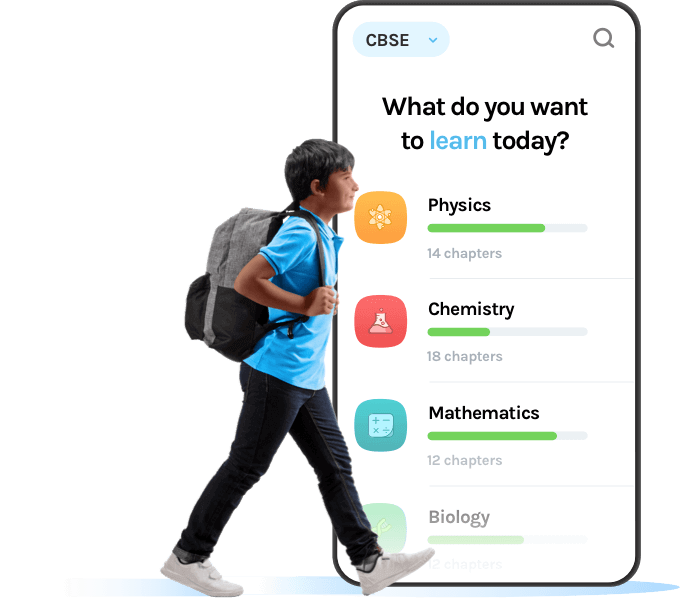 CBSE
What do you want
to learn today?
Physics
14 chapters
Chemistry
18 chapters
Mathematics
12 chapters
Biology
12 chapters